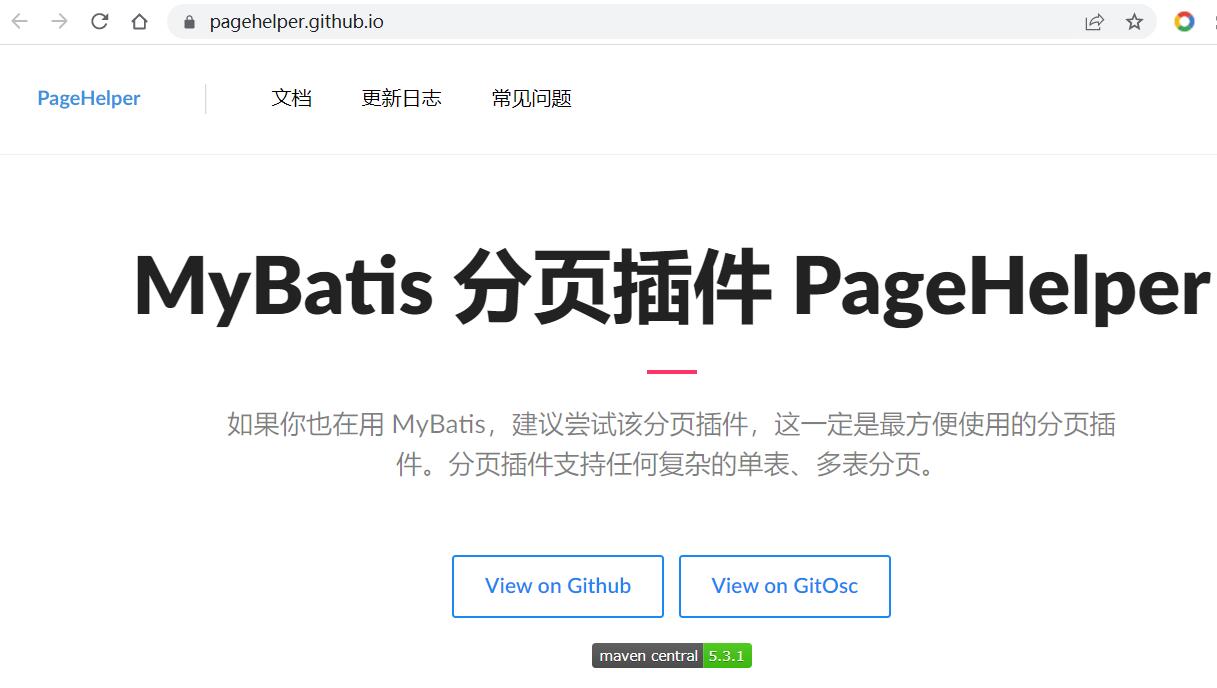 pagehelper.github.io
PageHelper 文档 更新日志 常见问题
MyBatis 分页插件 PageHelper
如果你也在用 MyBatis，建议尝试该分页插件，这一定是最方便使用的分页插
件。分页插件支持任何复杂的单表、多表分页。
View on Github View on GitOsc
maven central 5.3.1